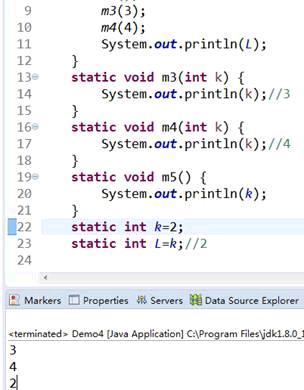 9 m3(3);
10 m4(4);
11 System.out.println(L);
12 }
13 static void m3(int k) {
14 System.out.println(k);//3
15 }
16 static void m4(int k) {
17 System.out.println(k);//4
18 }
19 static void m5() {
20 System.out.println(k);
21 }
22 static int k=2;
23 static int L=k;//2
24
Markers Properties Servers Data Source Explorer
<terminated> Demo4 [Java Application] C:\Program Files\jdk1.8.0_1
3
4
2